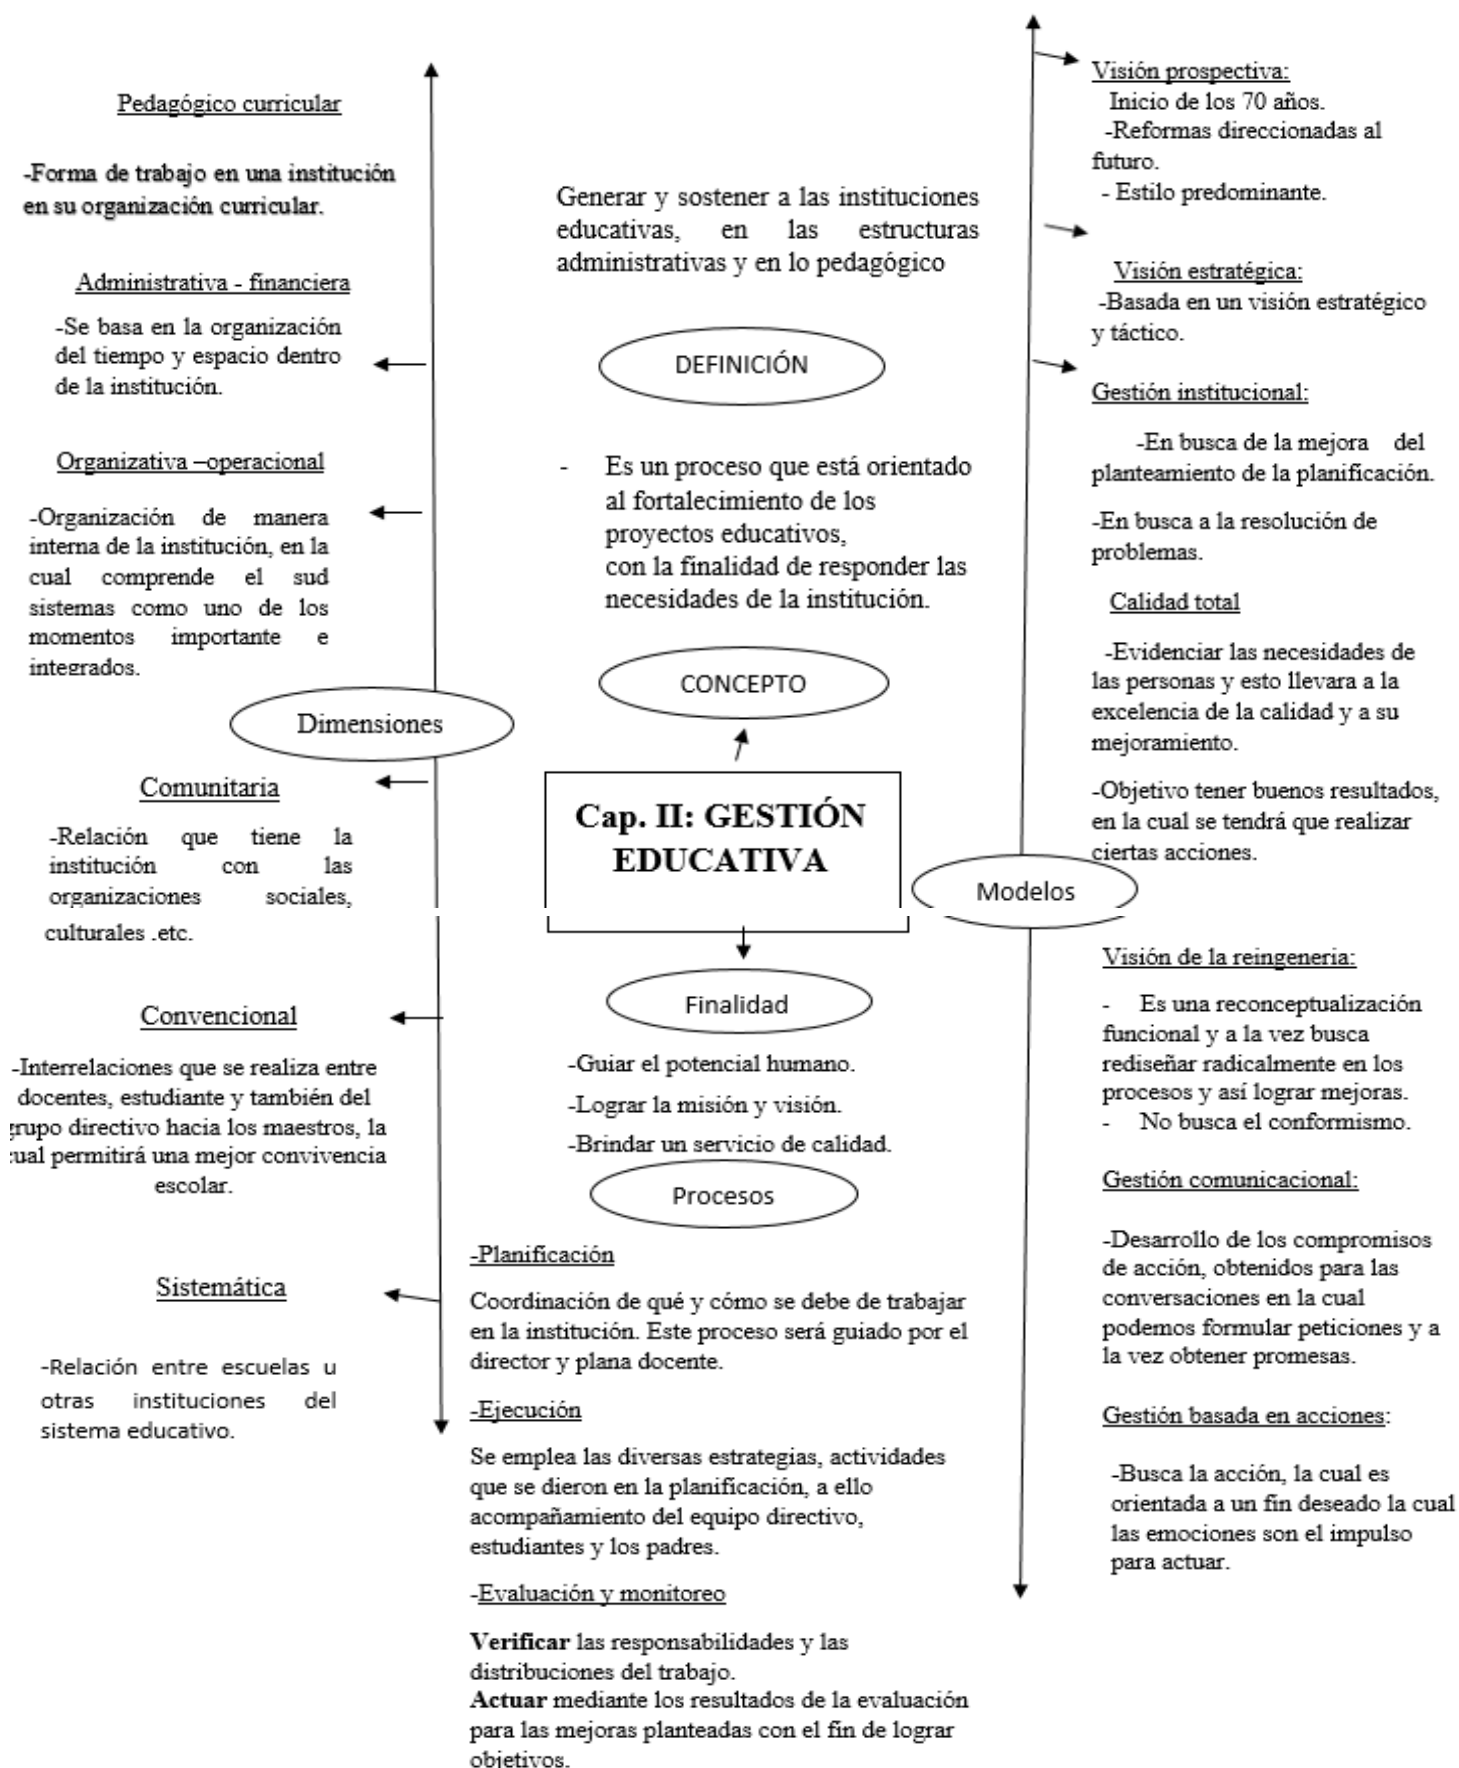 Pedagógico curricular
-Forma de trabajo en una institución
en su organización curricular.
Administrativa - financiera
-Se basa en la organización
del tiempo y espacio dentro
de la institución.
Organizativa –operacional
-Organización de manera
interna de la institución, en la
cual comprende el sud
sistemas como uno de los
momentos importante e
integrados.
Dimensiones
Comunitaria
-Relación que tiene la
institución con las
organizaciones sociales,
culturales .etc.
Convencional
-Interrelaciones que se realiza entre
docentes, estudiante y también del
grupo directivo hacia los maestros, la
cual permitirá una mejor convivencia
escolar.
Sistemática
-Relación entre escuelas u
otras instituciones del
sistema educativo.
Generar y sostener a las instituciones
educativas, en las estructuras
administrativas y en lo pedagógico
DEFINICIÓN
- Es un proceso que está orientado
al fortalecimiento de los
proyectos educativos,
con la finalidad de responder las
necesidades de la institución.
CONCEPTO
Cap. II: GESTIÓN
EDUCATIVA
Finalidad
-Guiar el potencial humano.
-Lograr la misión y visión.
-Brindar un servicio de calidad.
Procesos
-Planificación
Coordinación de qué y cómo se debe de trabajar
en la institución. Este proceso será guiado por el
director y plana docente.
-Ejecución
Se emplea las diversas estrategias, actividades
que se dieron en la planificación, a ello
acompañamiento del equipo directivo,
estudiantes y los padres.
-Evaluación y monitoreo
Verificar las responsabilidades y las
distribuciones del trabajo.
Actuar mediante los resultados de la evaluación
para las mejoras planteadas con el fin de lograr
objetivos.
Visión prospectiva:
Inicio de los 70 años.
-Reformas direccionadas al
futuro.
- Estilo predominante.
Visión estratégica:
-Basada en un visión estratégico
y táctico.
Gestión institucional:
-En busca de la mejora del
planteamiento de la planificación.
-En busca a la resolución de
problemas.
Calidad total
-Evidenciar las necesidades de
las personas y esto llevara a la
excelencia de la calidad y a su
mejoramiento.
-Objetivo tener buenos resultados,
en la cual se tendrá que realizar
ciertas acciones.
Modelos
Visión de la reingeneria:
- Es una reconceptualización
funcional y a la vez busca
rediseñar radicalmente en los
procesos y así lograr mejoras.
- No busca el conformismo.
Gestión comunicacional:
-Desarrollo de los compromisos
de acción, obtenidos para las
conversaciones en la cual
podemos formular peticiones y a
la vez obtener promesas.
Gestión basada en acciones:
-Busca la acción, la cual es
orientada a un fin deseado la cual
las emociones son el impulso
para actuar.